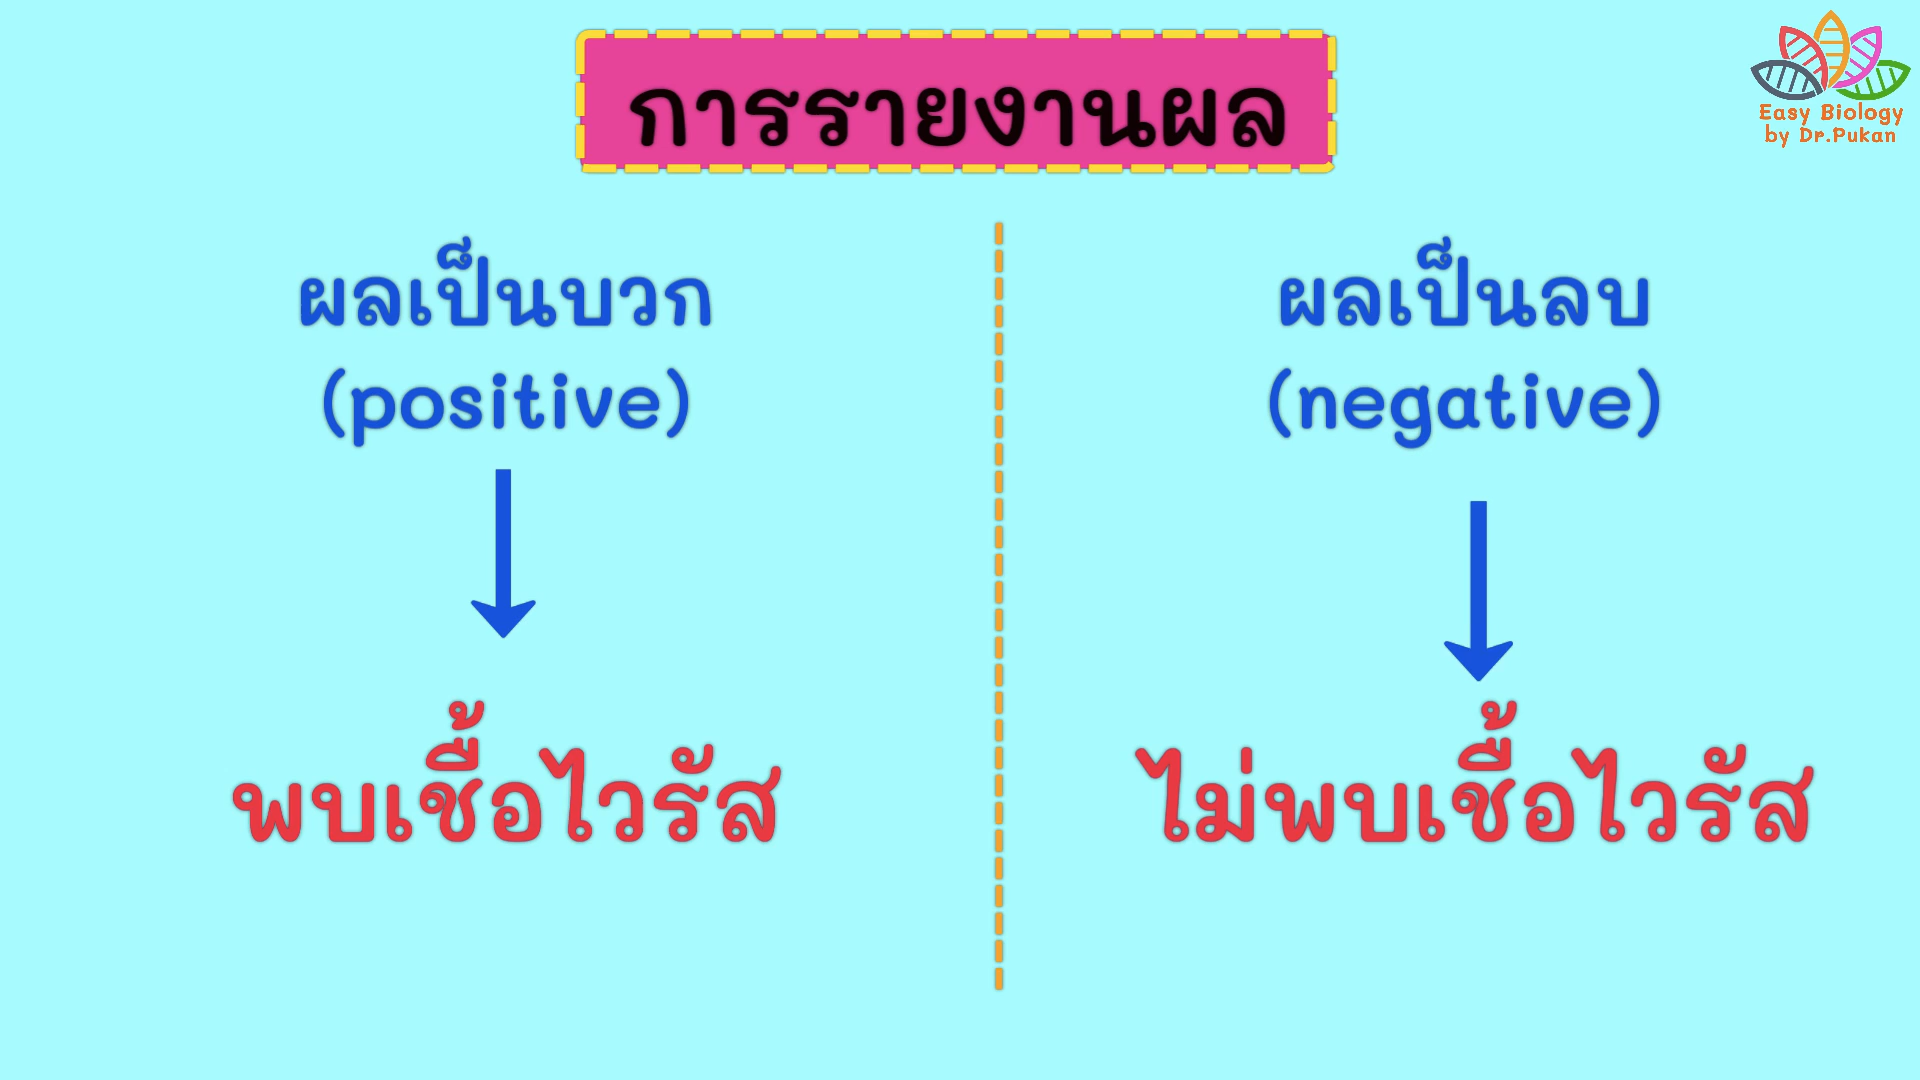 การรายงานผล
Easy Biology
by Dr.Pukan
ผลเป็นบวก
(positive)
พบเชื้อไวรัส
ผลเป็นลบ
(negative)
ไม่พบเชื้อไวรัส